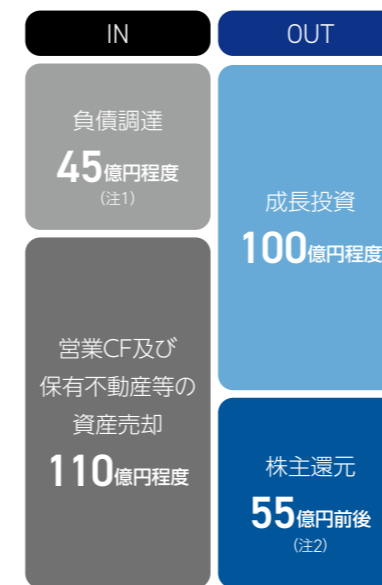 IN
負債調達
45億円程度
(注1)
営業CF及び
保有不動産等の
資産売却
110億円程度
OUT
成長投資
100億円程度
株主還元
55億円前後
(注2)